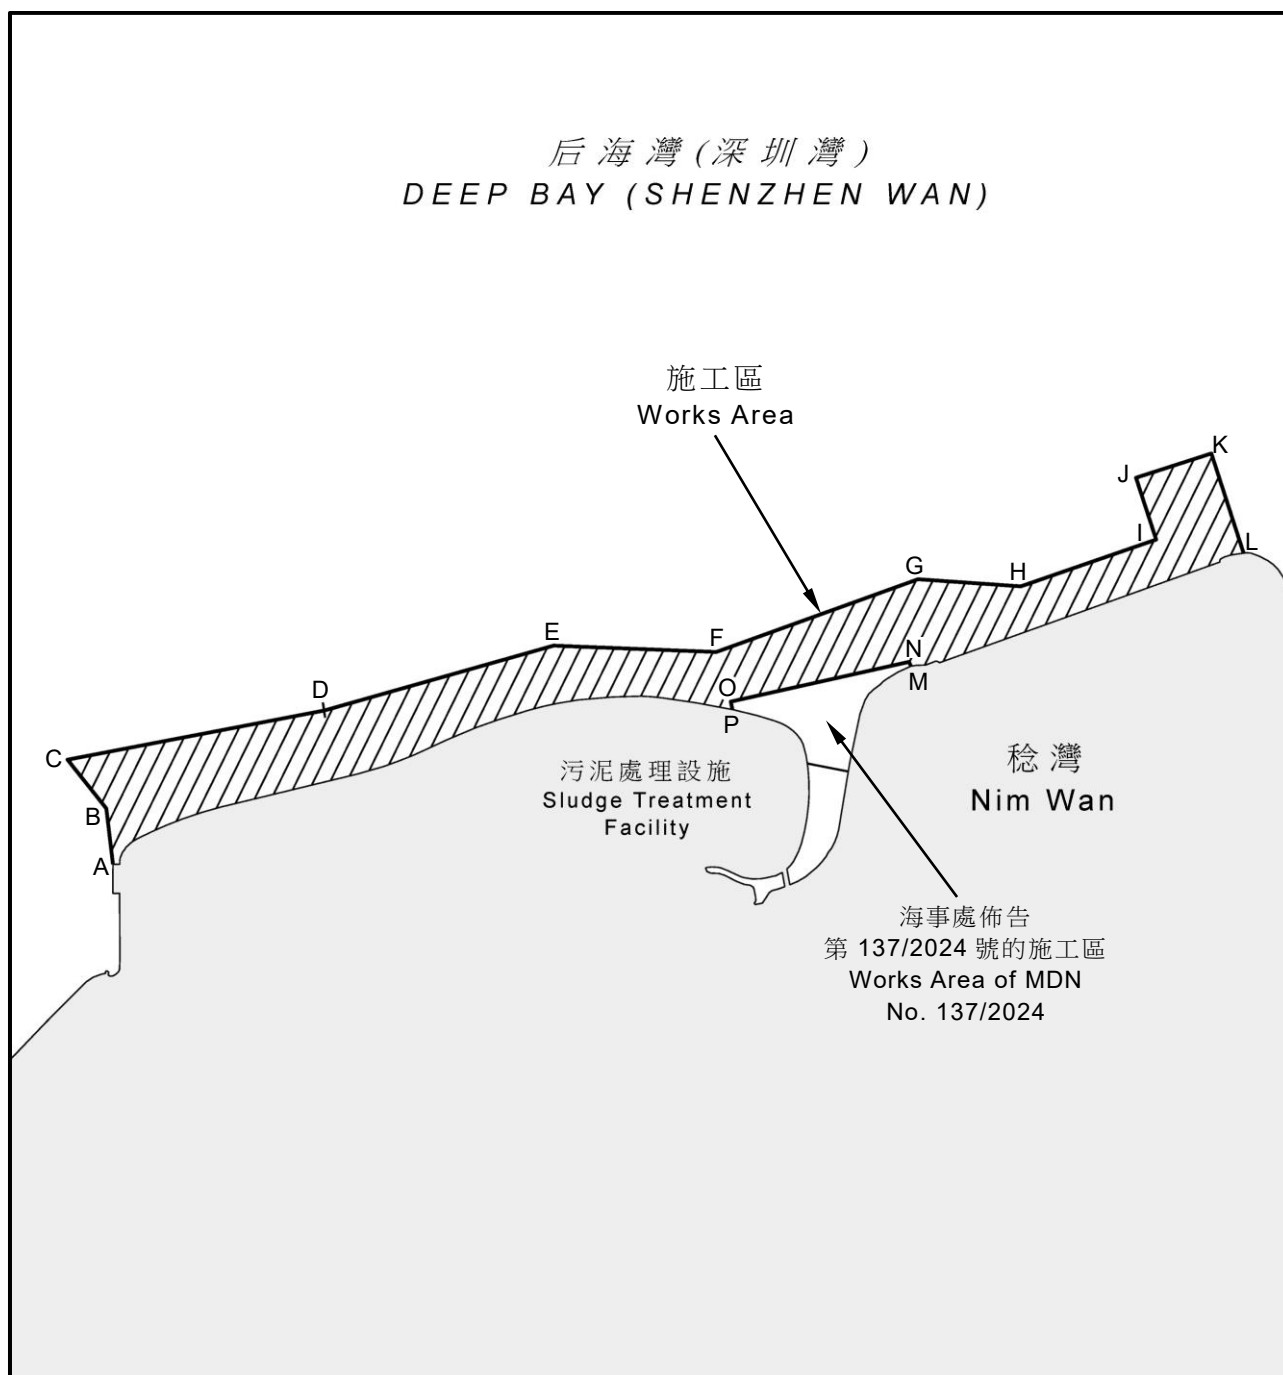 后海灣(深圳灣)
DEEP BAY (SHENZHEN WAN)
施工區
Works Area
K
J
I
L
G
H
E
F
N
M
D
O
P
C
B
A
污泥處理設施
Sludge Treatment
Facility
稔灣
Nim Wan
海事處佈告
第 137/2024 號的施工區
Works Area of MDN
No. 137/2024